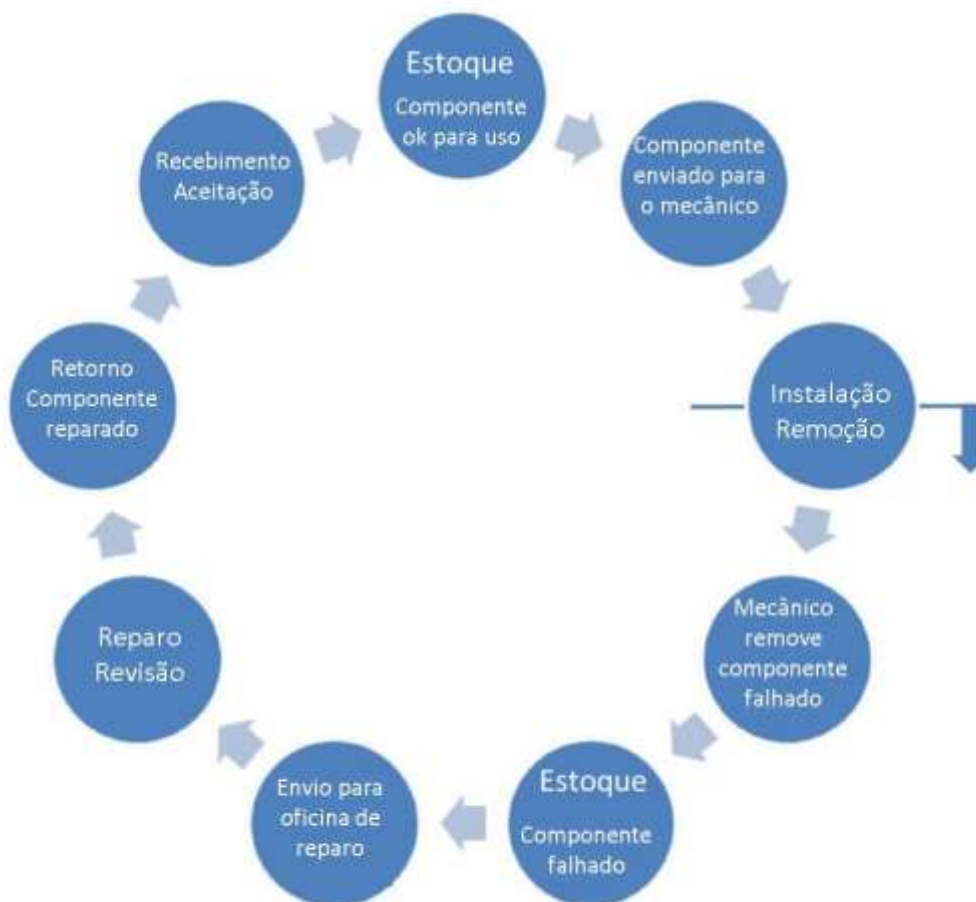 Estoque
Componente
ok para uso
Componente
enviado para
o mecânico
Instalação
Remoção
Mecânico
remove
componente
falhado
Estoque
Componente
falhado
Envio para
oficina de
reparo
Reparo
Revisão
Retorno
Componente
reparado
Recebimento
Aceitação